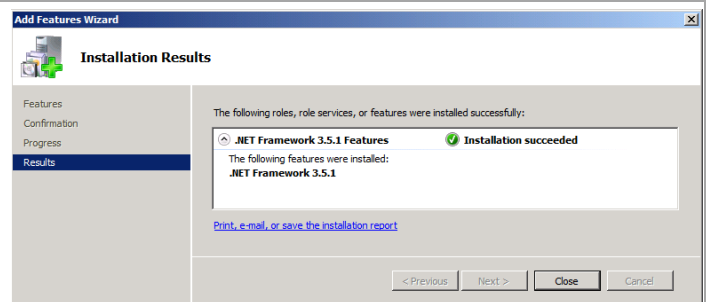 Add Features Wizard
Installation Results
Features
Confirmation
Progress
Results
The following roles, role services, or features were installed successfully:
.NET Framework 3.5.1 Features Installation succeeded
The following features were installed:
.NET Framework 3.5.1
Print, e-mail, or save the installation report
< Previous Next > Close Cancel